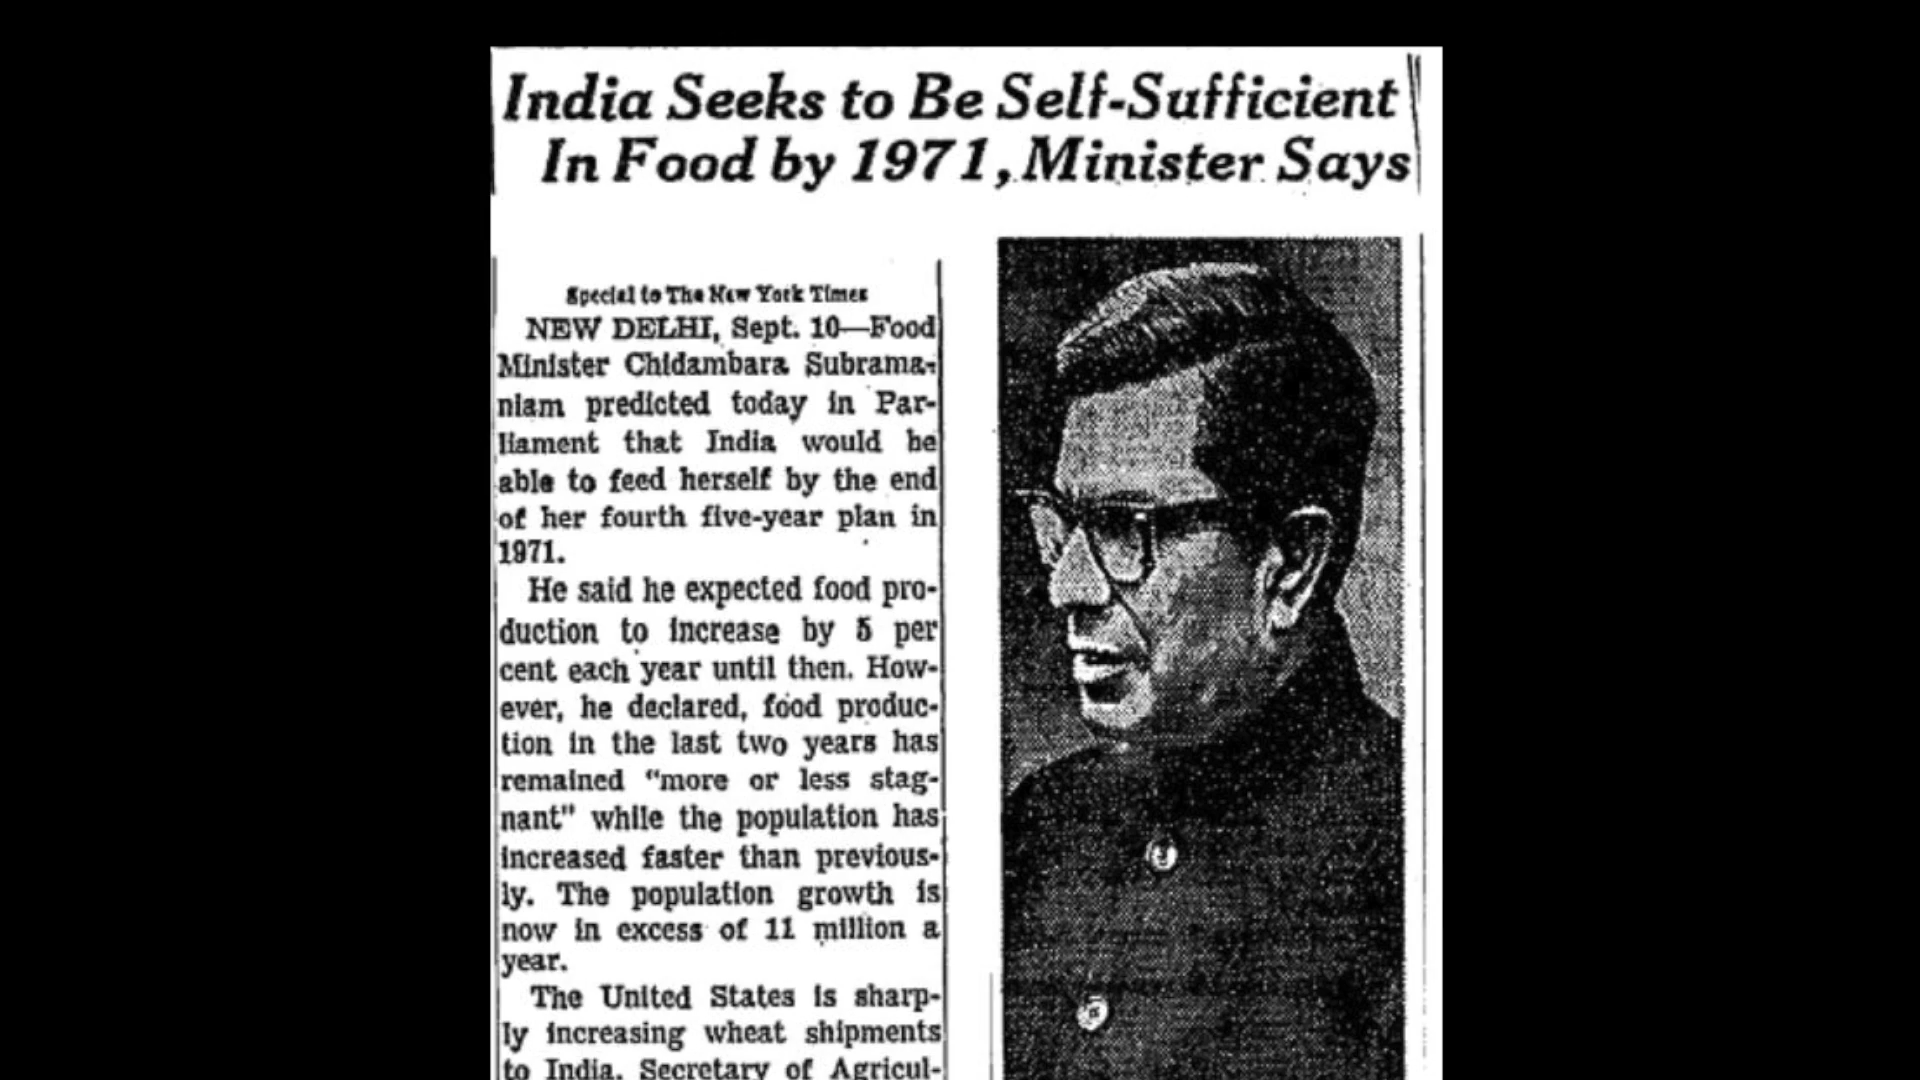 India Seeks to Be Self-Sufficient
In Food by 1971, Minister Says
Special to The New York Times
NEW DELHI, Sept. 10—Food
Minister Chidambara Subrama-
niam predicted today in Par-
liament that India would be
able to feed herself by the end
of her fourth five-year plan in
1971.
He said he expected food pro-
duction to increase by 5 per
cent each year until then. How-
ever, he declared, food produc-
tion in the last two years has
remained “more or less stag-
nant" while the population has
increased faster than previous-
ly. The population growth is
now in excess of 11 million a
year.
The United States is sharp-
ly increasing wheat shipments
to India. Secretary of Agricul-